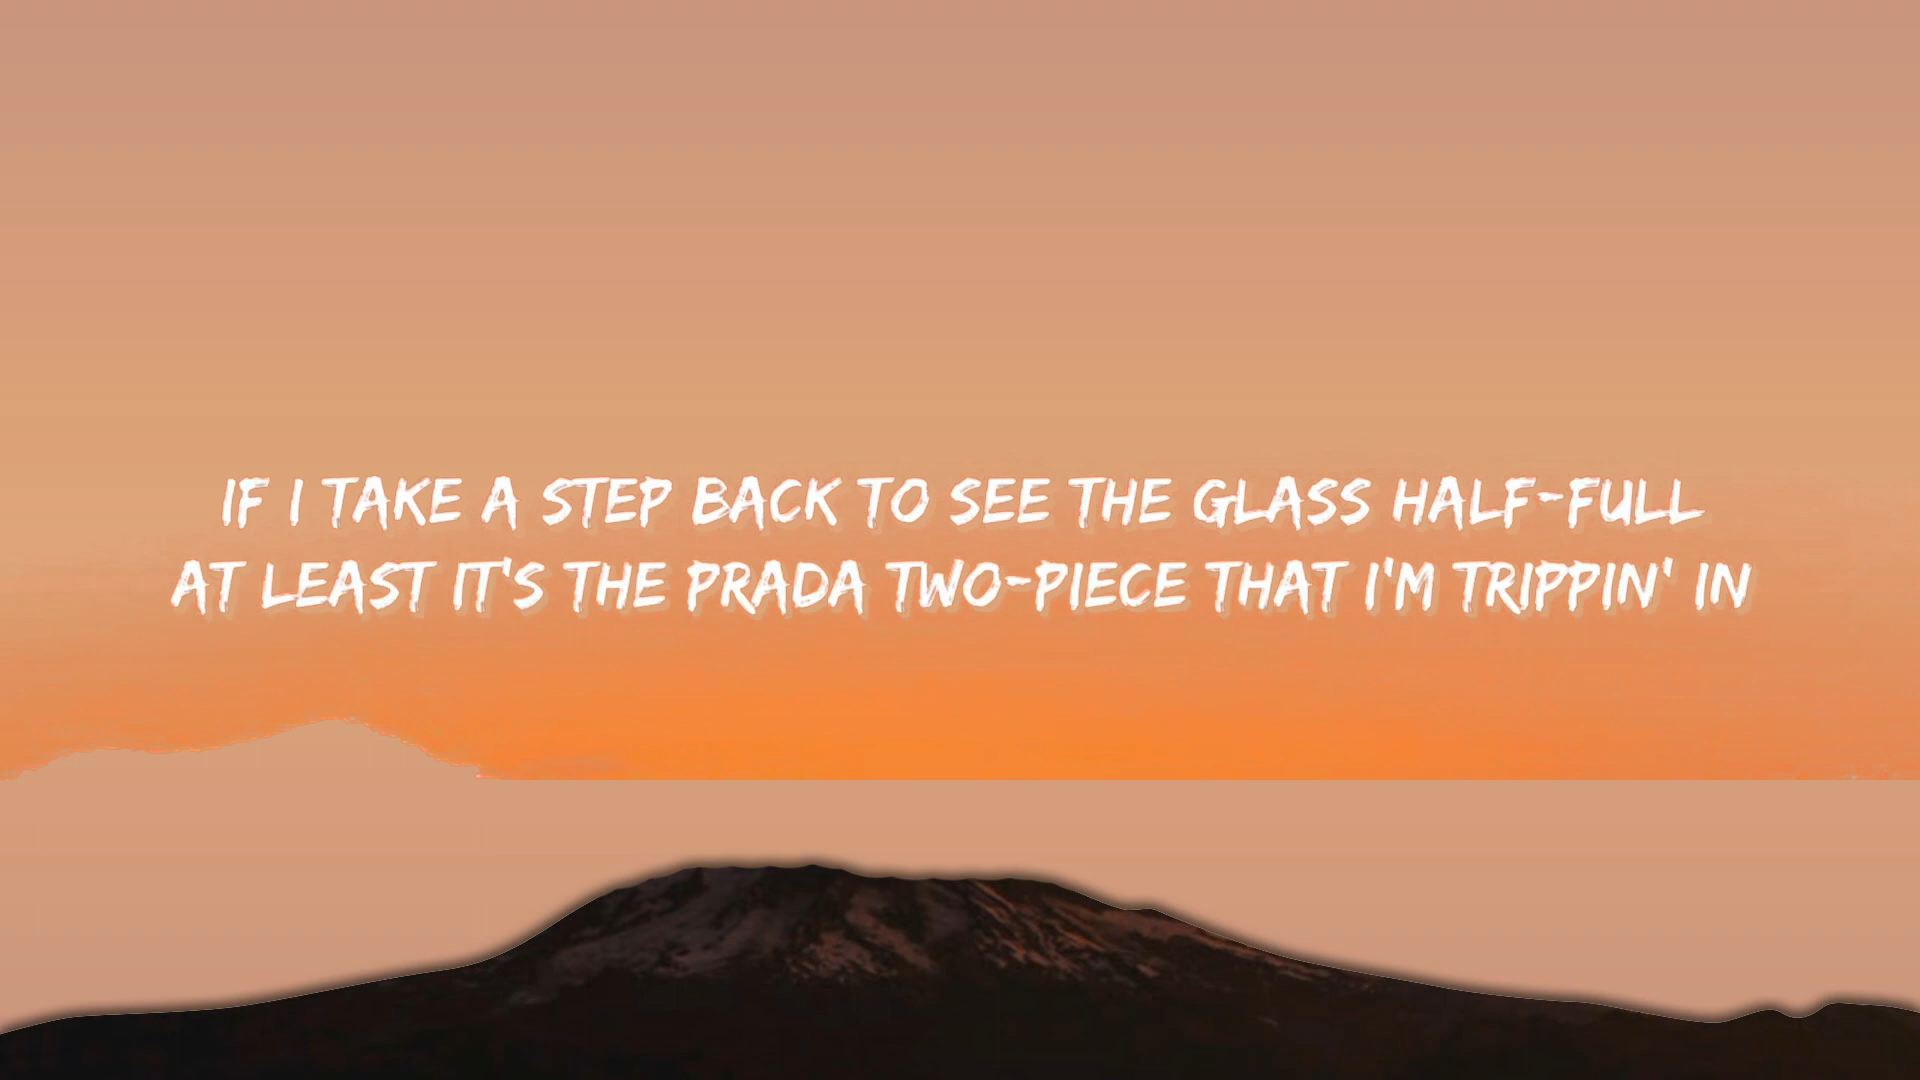 IF I TAKE A STEP BACK TO SEE THE GLASS HALF-FULL
AT LEAST IT'S THE PRADA TWO-PIECE THAT I'M TRIPPIN' IN